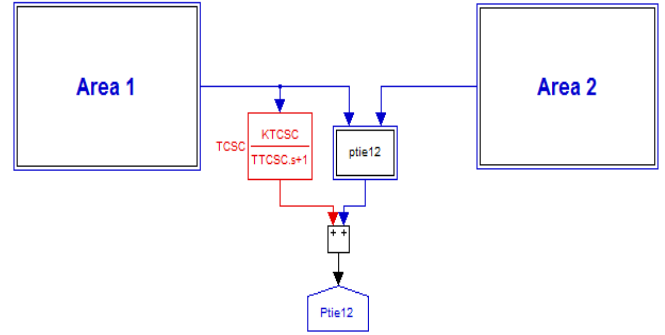 Area 1
Area 2
TCSC
KTCSC
TTCSC.s+1
ptie12
+ +
Ptie12